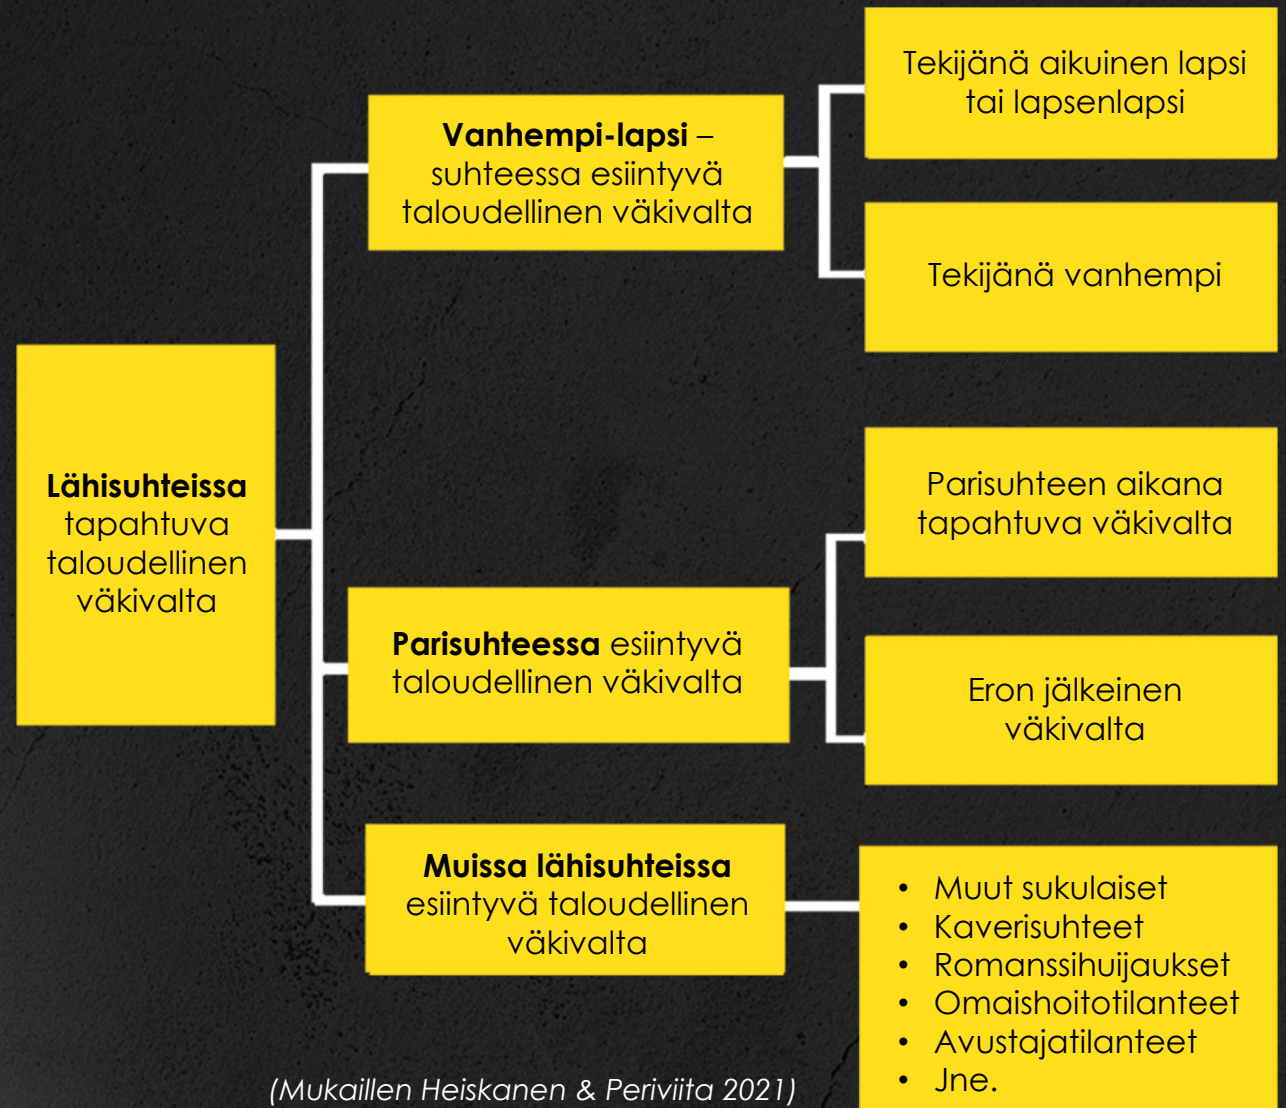 Lähisuhteissa
tapahtuva
taloudellinen
väkivalta
Vanhempi-lapsi –
suhteessa esiintyvä
taloudellinen väkivalta
Tekijänä aikuinen lapsi
tai lapsenlapsi
Tekijänä vanhempi
Parisuhteessa esiintyvä
taloudellinen väkivalta
Parisuhteen aikana
tapahtuva väkivalta
Eron jälkeinen
väkivalta
Muissa lähisuhteissa
esiintyvä taloudellinen
väkivalta
• Muut sukulaiset
• Kaverisuhteet
• Romanssihuijaukset
• Omaishoitotilanteet
• Avustajatilanteet
• Jne.
(Mukaillen Heiskanen & Periviita 2021)